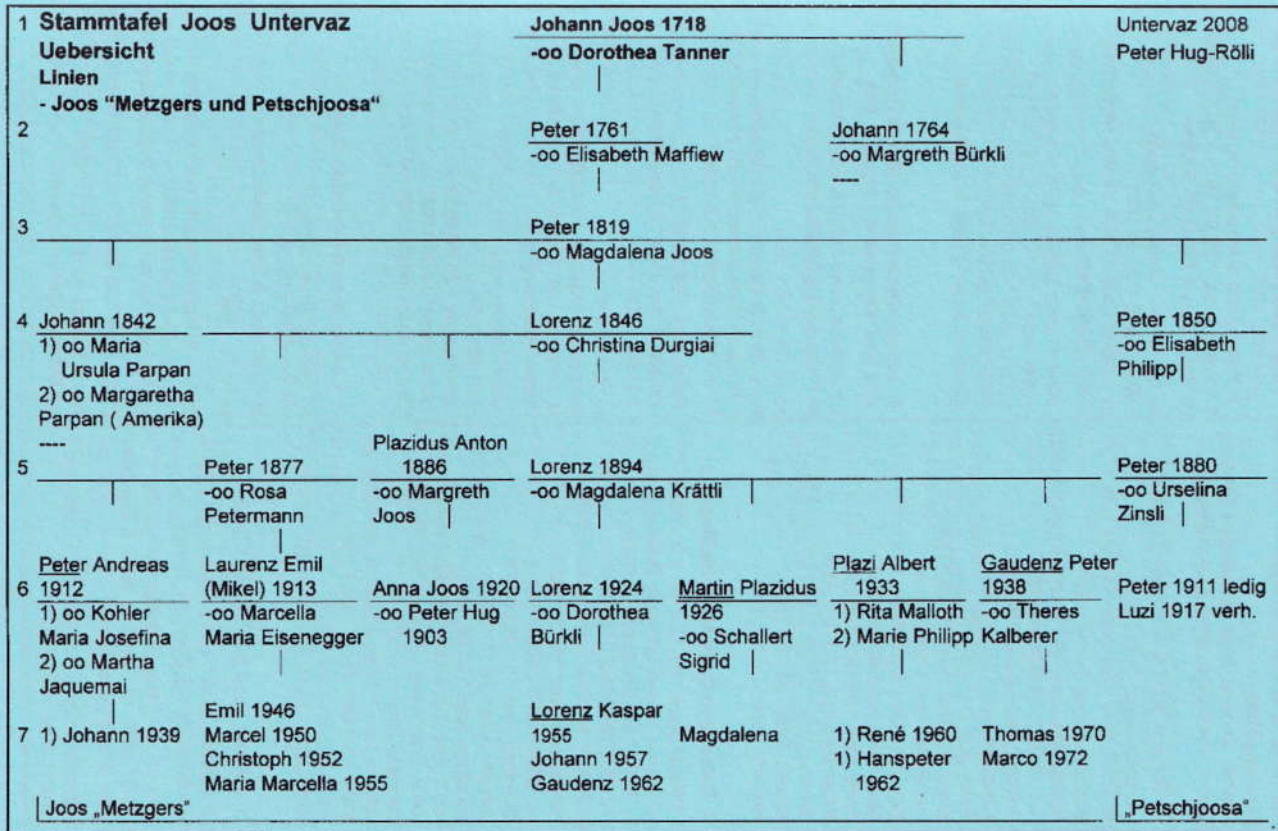 1 Stammtafel Joos Untervaz
Uebersicht
Linien
- Joos "Metzgers und Petschjoosa"
Johann Joos 1718
-oo Dorothea Tanner
Untervaz 2008
Peter Hug-Rölli
2
Peter 1761
-oo Elisabeth Maffiew
Johann 1764
-oo Margreth Bürkli
----
3
Peter 1819
-oo Magdalena Joos
4 Johann 1842
1) oo Maria
Ursula Parpan
2) oo Margaretha
Parpan ( Amerika)
----
Lorenz 1846
-oo Christina Durgiai
Peter 1850
-oo Elisabeth
Philipp
5
Peter 1877
-oo Rosa
Petermann
Plazidus Anton
1886
-oo Margreth
Joos
Lorenz 1894
-oo Magdalena Krättli
Peter 1880
-oo Urselina
Zinsli
6
Peter Andreas
1912
1) oo Kohler
Maria Josefina
2) oo Martha
Jaquemai
Laurenz Emil
(Mikel) 1913
-oo Marcella
Maria Eisenegger
Anna Joos 1920
-oo Peter Hug
1903
Lorenz 1924
-oo Dorothea
Bürkli
Martin Plazidus
1926
-oo Schallert
Sigrid
Plazi Albert
1933
1) Rita Malloth
2) Marie Philipp
Gaudenz Peter
1938
-oo Theres
Kalberer
Peter 1911 ledig
Luzi 1917 verh.
7 1) Johann 1939
Emil 1946
Marcel 1950
Christoph 1952
Maria Marcella 1955
Lorenz Kaspar
1955
Johann 1957
Gaudenz 1962
Magdalena
1) René 1960
1) Hanspeter
1962
Thomas 1970
Marco 1972
Joos „Metzgers"
„Petschjoosa"